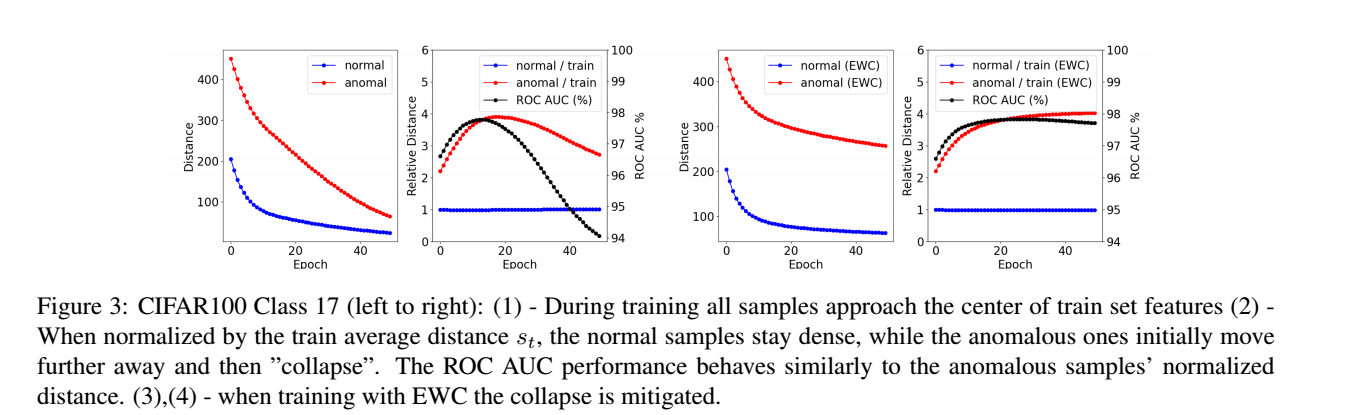 normal
anomal
400
300
200
100
Distance
0
20
40
Epoch
normal / train
anomal / train
ROC AUC (%)
6
5
4
3
2
1
0
Relative Distance
100
99
98
97
96
95
94
ROC AUC %
0
20
40
Epoch
normal (EWC)
anomal (EWC)
400
300
200
100
Distance
0
20
40
Epoch
normal / train (EWC)
anomal / train (EWC)
ROC AUC (%)
6
5
4
3
2
1
0
Relative Distance
100
99
98
97
96
95
94
ROC AUC %
0
20
40
Epoch
Figure 3: CIFAR100 Class 17 (left to right): (1) - During training all samples approach the center of train set features (2) -
When normalized by the train average distance s_t, the normal samples stay dense, while the anomalous ones initially move
further away and then ”collapse”. The ROC AUC performance behaves similarly to the anomalous samples’ normalized
distance. (3),(4) - when training with EWC the collapse is mitigated.